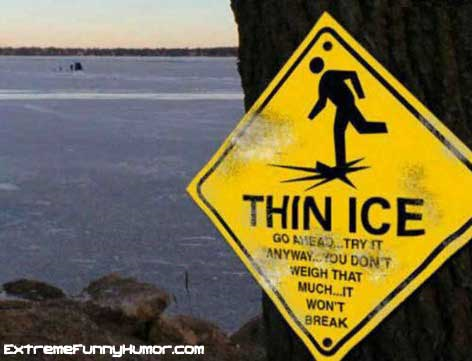 THIN ICE
GO AHEAD...TRY IT
ANYWAY...YOU DON'T
WEIGH THAT
MUCH...IT
WON'T
BREAK
ExtremeFunnyHumor.com